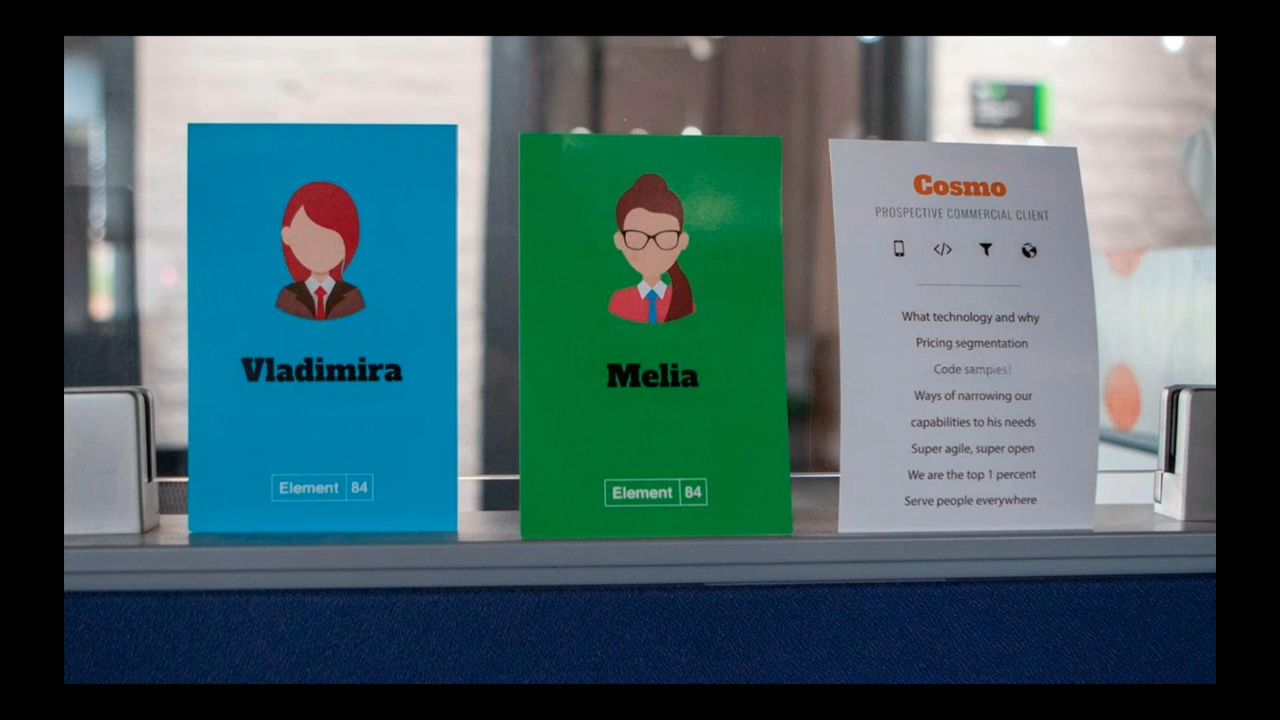 Vladimira
Element 84
Melia
Element 84
Cosmo
PROSPECTIVE COMMERCIAL CLIENT
</>
What technology and why
Pricing segmentation
Code samples?
Ways of narrowing our
capabilities to his needs
Super agile, super open
We are the top 1 percent
Serve people everywhere